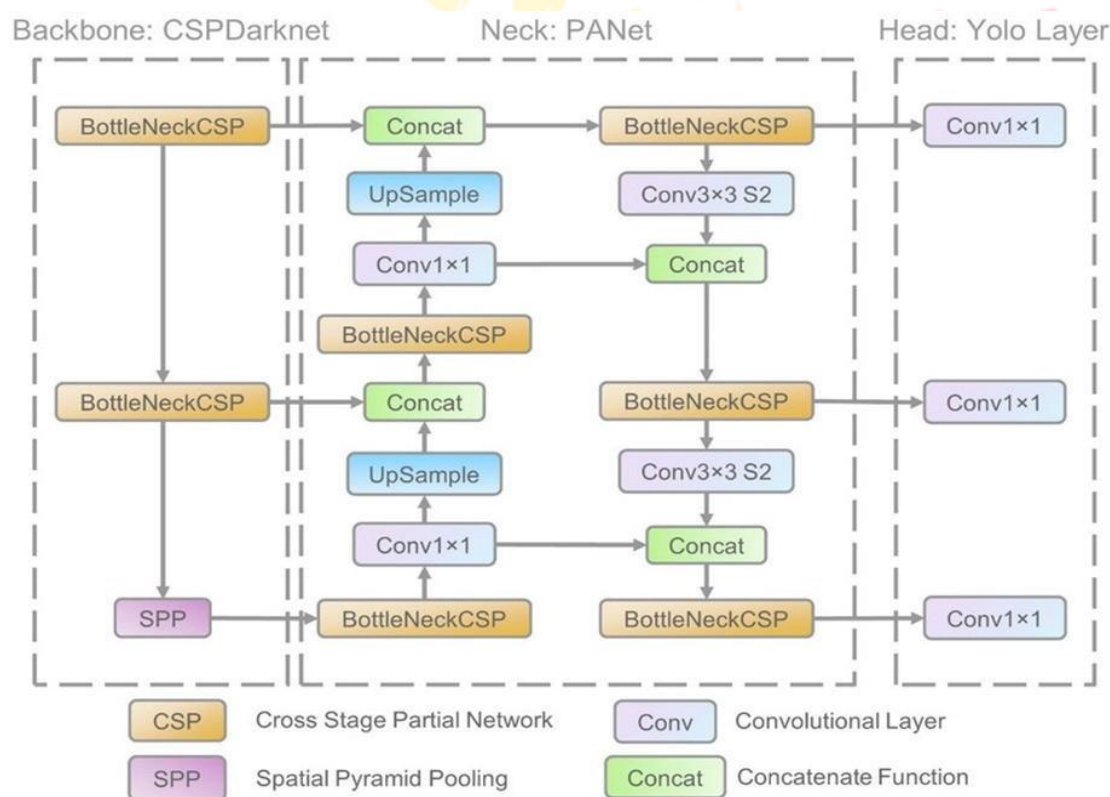 Backbone: CSPDarknet Neck: PANet Head: Yolo Layer
BottleNeckCSP Concat BottleNeckCSP Conv1×1
UpSample Conv3×3 S2
Conv1×1 Concat
BottleNeckCSP
BottleNeckCSP Concat BottleNeckCSP Conv1×1
UpSample Conv3×3 S2
Conv1×1 Concat
SPP BottleNeckCSP BottleNeckCSP Conv1×1
CSP Cross Stage Partial Network Conv Convolutional Layer
SPP Spatial Pyramid Pooling Concat Concatenate Function